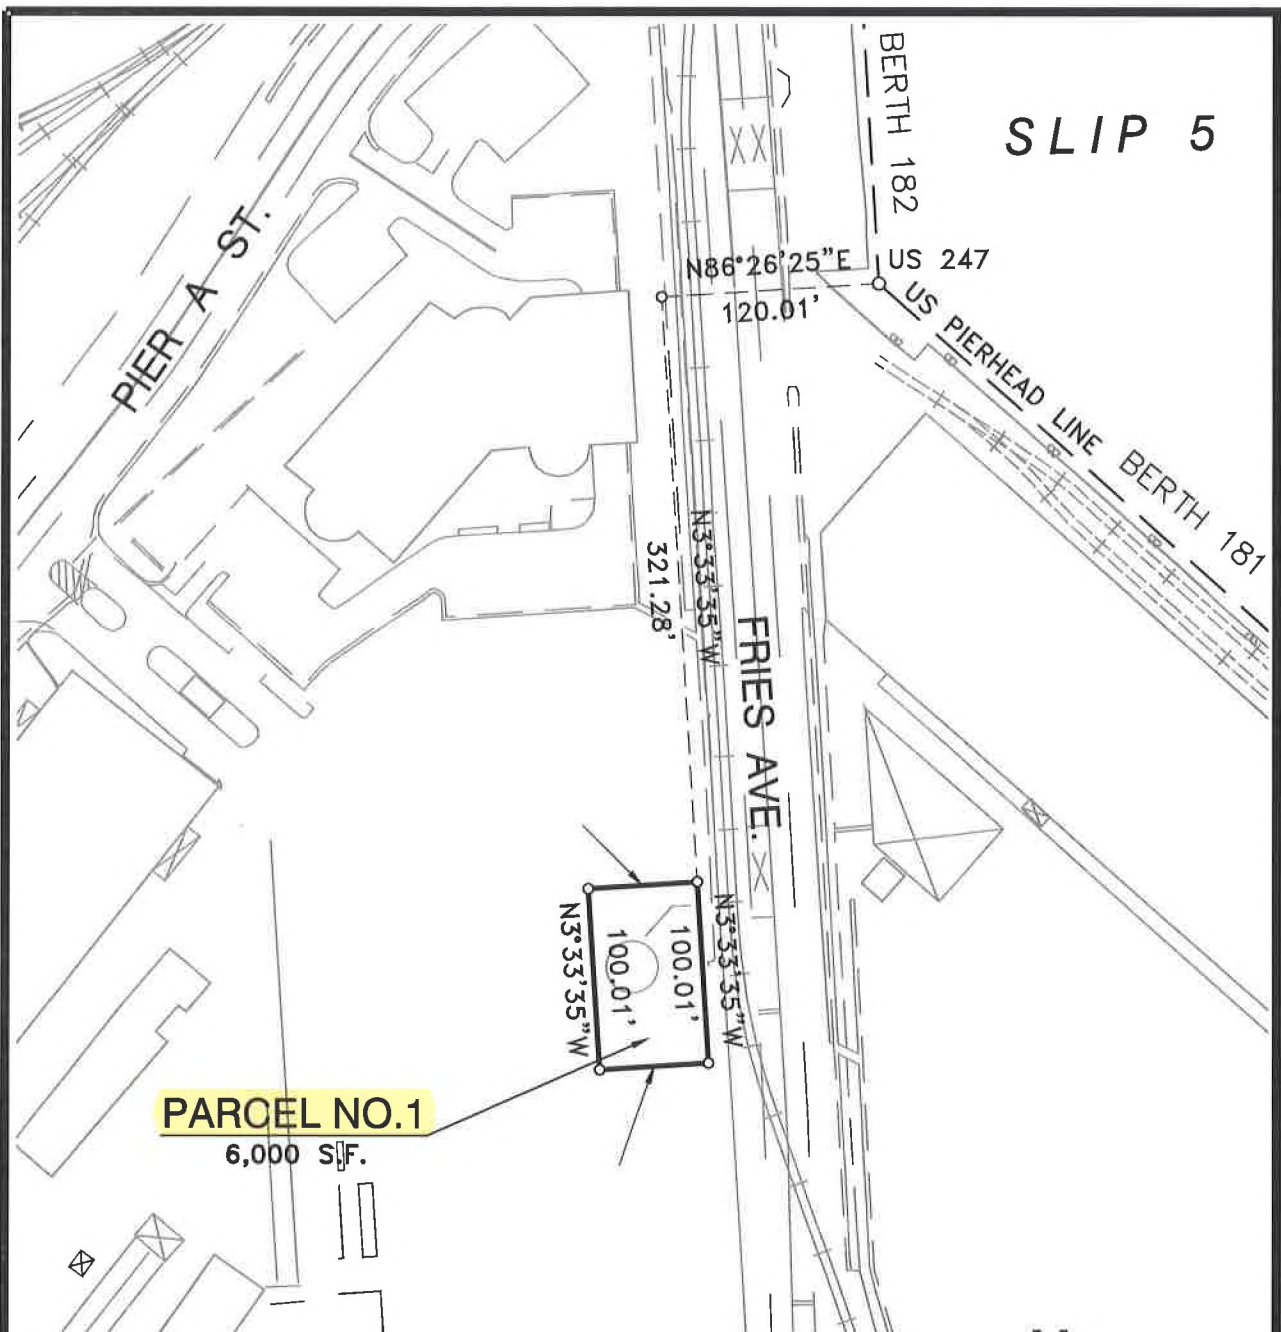 BERTH 182
SLIP 5
PIER A ST.
N86°26'25"E
US 247
120.01'
US PIERHEAD LINE
BERTH 181
N3°33'35"W
321.28'
FRIES AVE.
N3°33'35"W
100.01'
100.01'
N3°33'35"W
PARCEL NO.1
6,000 S.F.